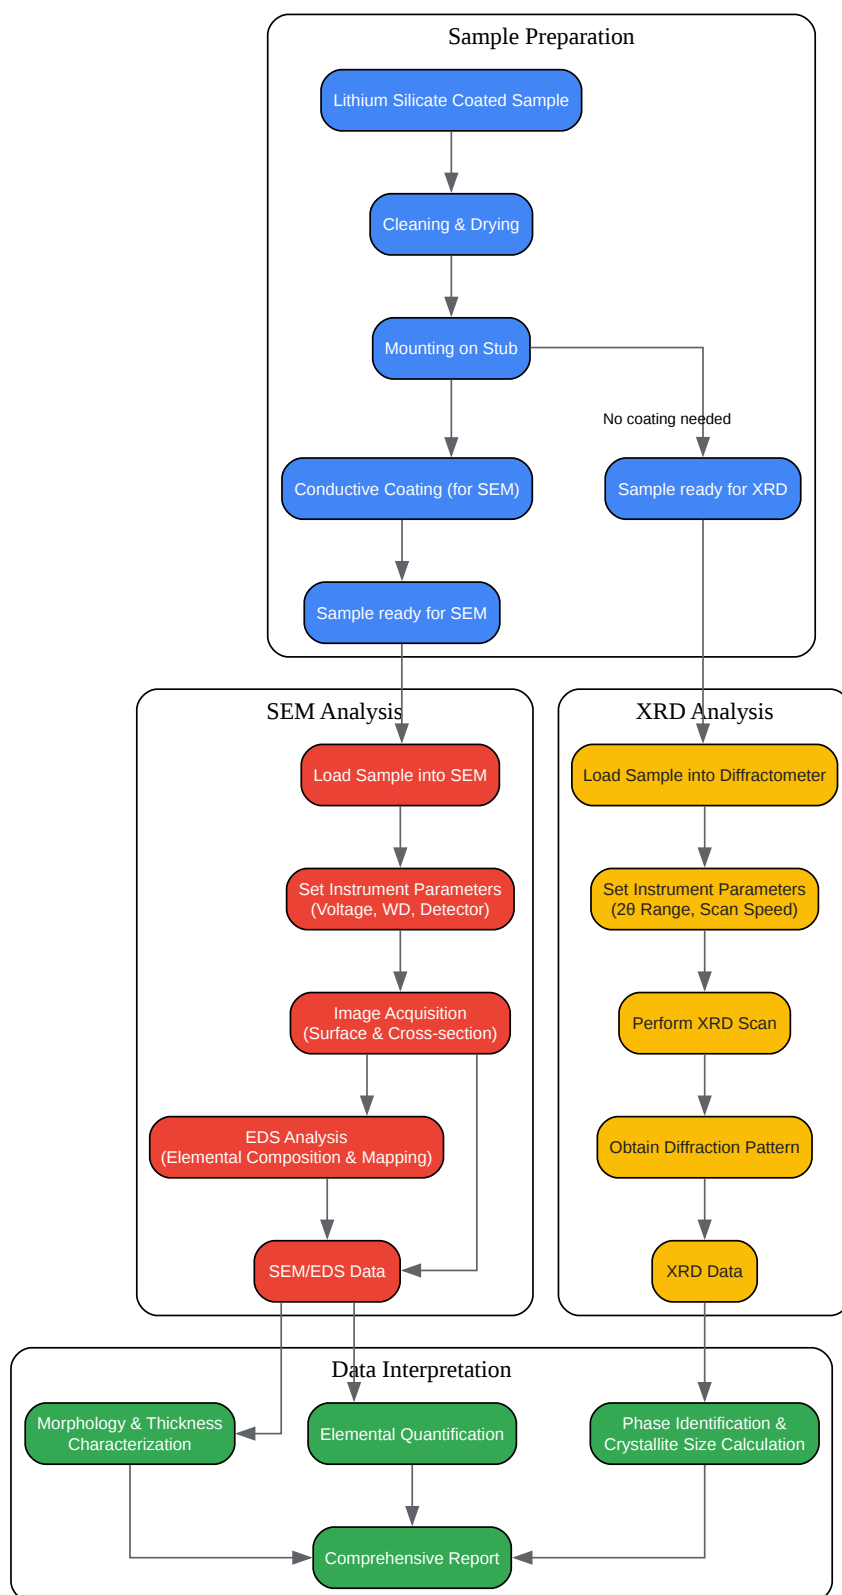 Sample Preparation
Lithium Silicate Coated Sample
Cleaning & Drying
Mounting on Stub
No coating needed
Conductive Coating (for SEM)
Sample ready for XRD
Sample ready for SEM
SEM Analysis
XRD Analysis
Load Sample into SEM
Load Sample into Diffractometer
Set Instrument Parameters
(Voltage, WD, Detector)
Set Instrument Parameters
(2θ Range, Scan Speed)
Image Acquisition
(Surface & Cross-section)
Perform XRD Scan
EDS Analysis
(Elemental Composition & Mapping)
Obtain Diffraction Pattern
SEM/EDS Data
XRD Data
Data Interpretation
Morphology & Thickness
Characterization
Elemental Quantification
Phase Identification &
Crystallite Size Calculation
Comprehensive Report